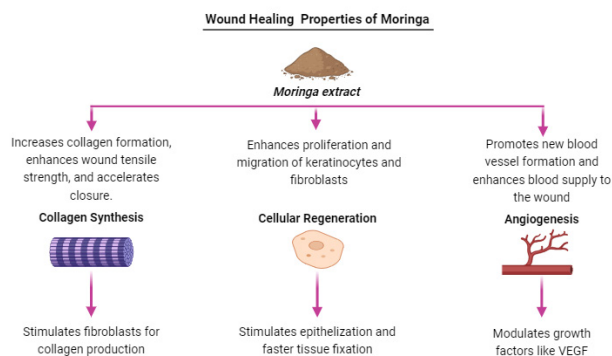 Wound Healing Properties of Moringa
Moringa extract
Increases collagen formation,
enhances wound tensile
strength, and accelerates
closure.
Collagen Synthesis
Stimulates fibroblasts for
collagen production
Enhances proliferation and
migration of keratinocytes and
fibroblasts
Cellular Regeneration
Stimulates epithelization and
faster tissue fixation
Promotes new blood
vessel formation and
enhances blood supply to
the wound
Angiogenesis
Modulates growth
factors like VEGF